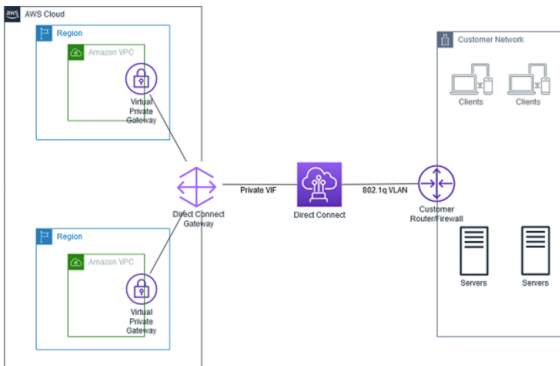 aws
AWS Cloud
Region
Amazon VPC
Virtual
Private
Gateway
Direct Connect
Gateway
Private VIF
Direct Connect
802.1q VLAN
Customer Network
Clients
Clients
Customer
Router/Firewall
Servers
Servers
Region
Amazon VPC
Virtual
Private
Gateway